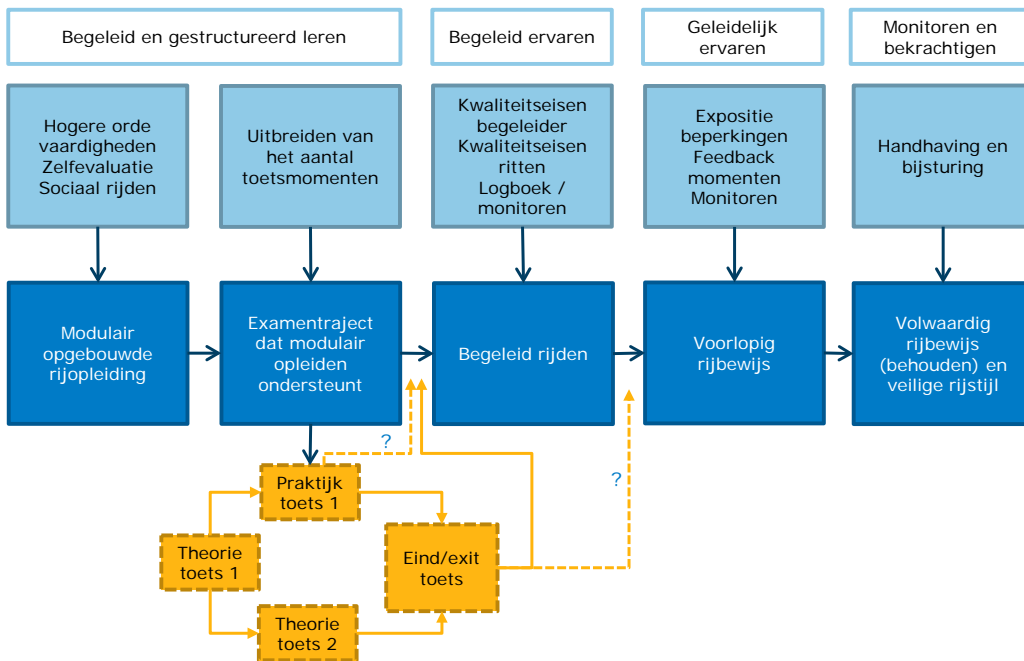 Begeleid en gestructureerd leren
Begeleid ervaren
Geleidelijk
ervaren
Monitoren en
bekrachtigen
Hogere orde
vaardigheden
Zelfevaluatie
Sociaal rijden
Uitbreiden van
het aantal
toetsmomenten
Kwaliteitseisen
begeleider
Kwaliteitseisen
ritten
Logboek /
monitoren
Expositie
beperkingen
Feedback
momenten
Monitoren
Handhaving en
bijsturing
Modulair
opgebouwde
rijopleiding
Examentraject
dat modulair
opleiden
ondersteunt
Begeleid rijden
Voorlopig
rijbewijs
Volwaardig
rijbewijs
(behouden) en
veilige rijstijl
?
?
Praktijk
toets 1
Theorie
toets 1
Eind/exit
toets
Theorie
toets 2